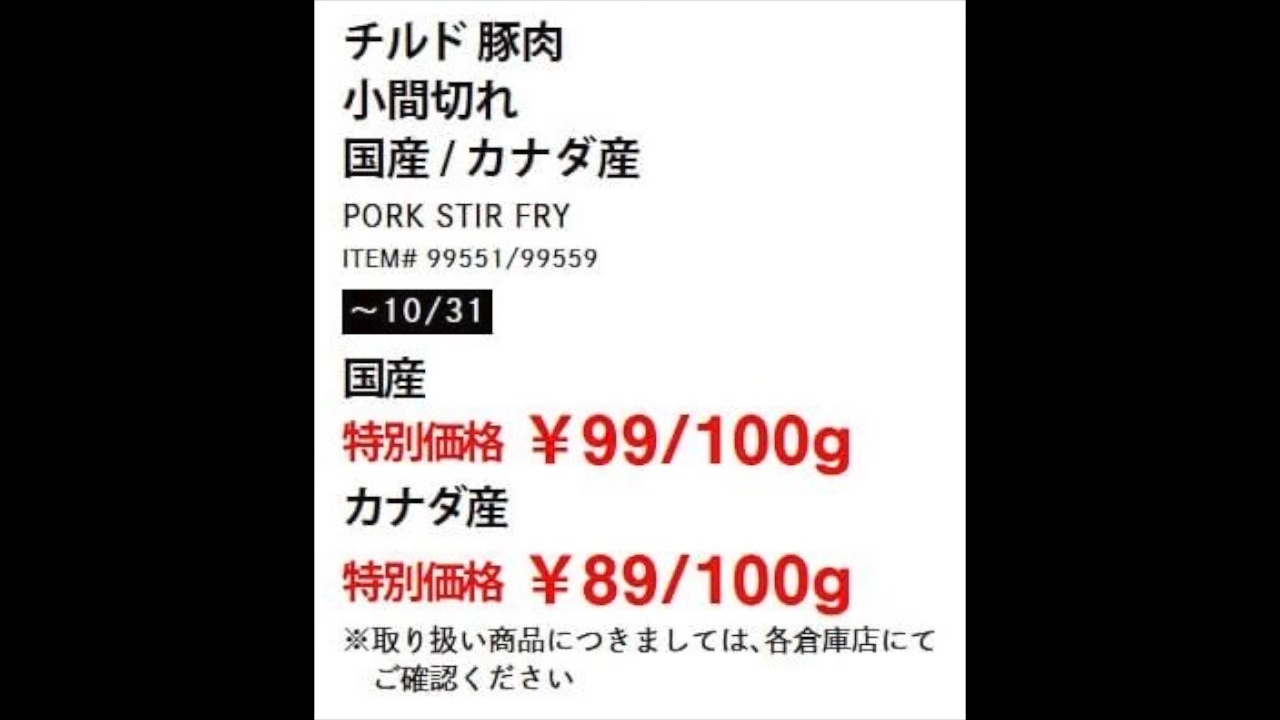 チルド 豚肉
小間切れ
国産 / カナダ産
PORK STIR FRY
ITEM# 99551/99559
～10/31
国産
特別価格 ￥99/100g
カナダ産
特別価格 ￥89/100g
※取り扱い商品につきましては、各倉庫店にて
ご確認ください